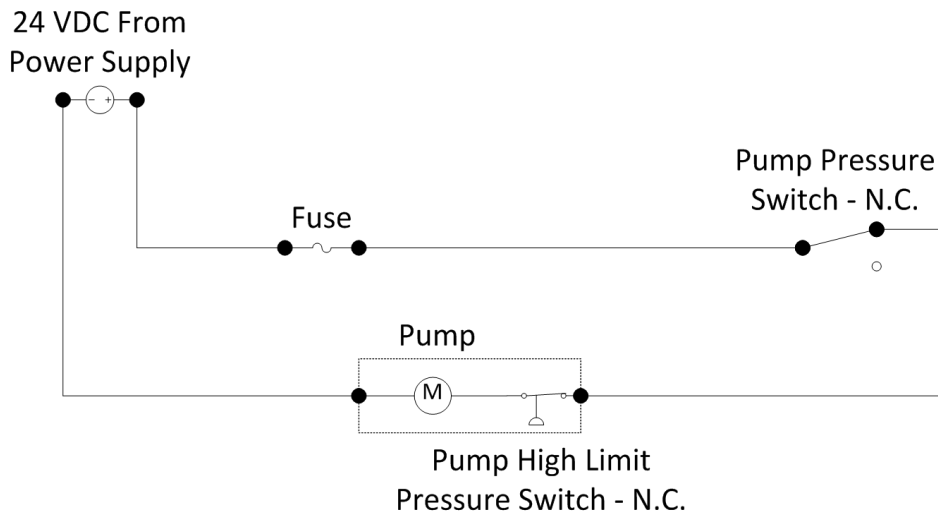 24 VDC From
Power Supply
- +
Pump Pressure
Switch - N.C.
Fuse
Pump
M
Pump High Limit
Pressure Switch - N.C.